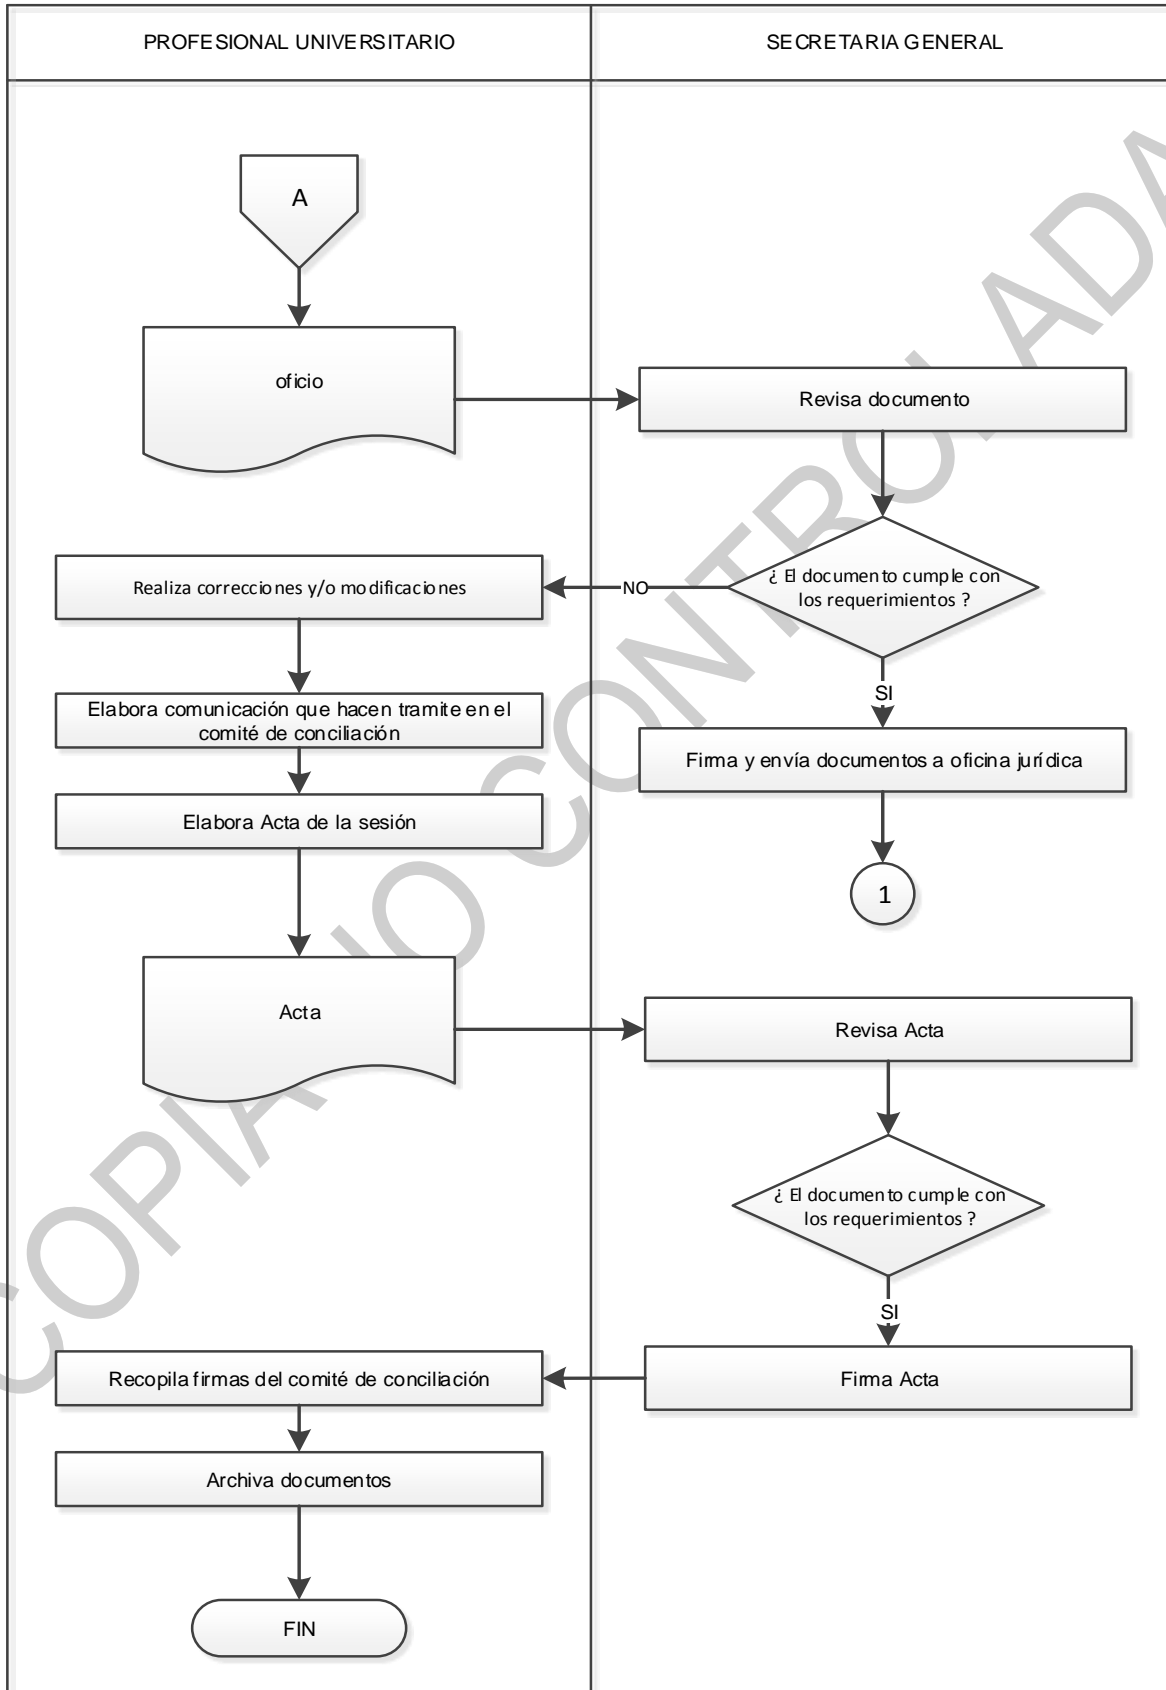 PROFESIONAL UNIVERSITARIO
SECRETARIA GENERAL
A
oficio
Revisa documento
¿ El documento cumple con
los requerimientos ?
NO
Realiza correcciones y/o modificaciones
SI
Elabora comunicación que hacen tramite en el
comité de conciliación
Firma y envía documentos a oficina jurídica
Elabora Acta de la sesión
1
Acta
Revisa Acta
¿ El documento cumple con
los requerimientos ?
SI
Recopila firmas del comité de conciliación
Firma Acta
Archiva documentos
FIN
COPIA NO CONTROLADA